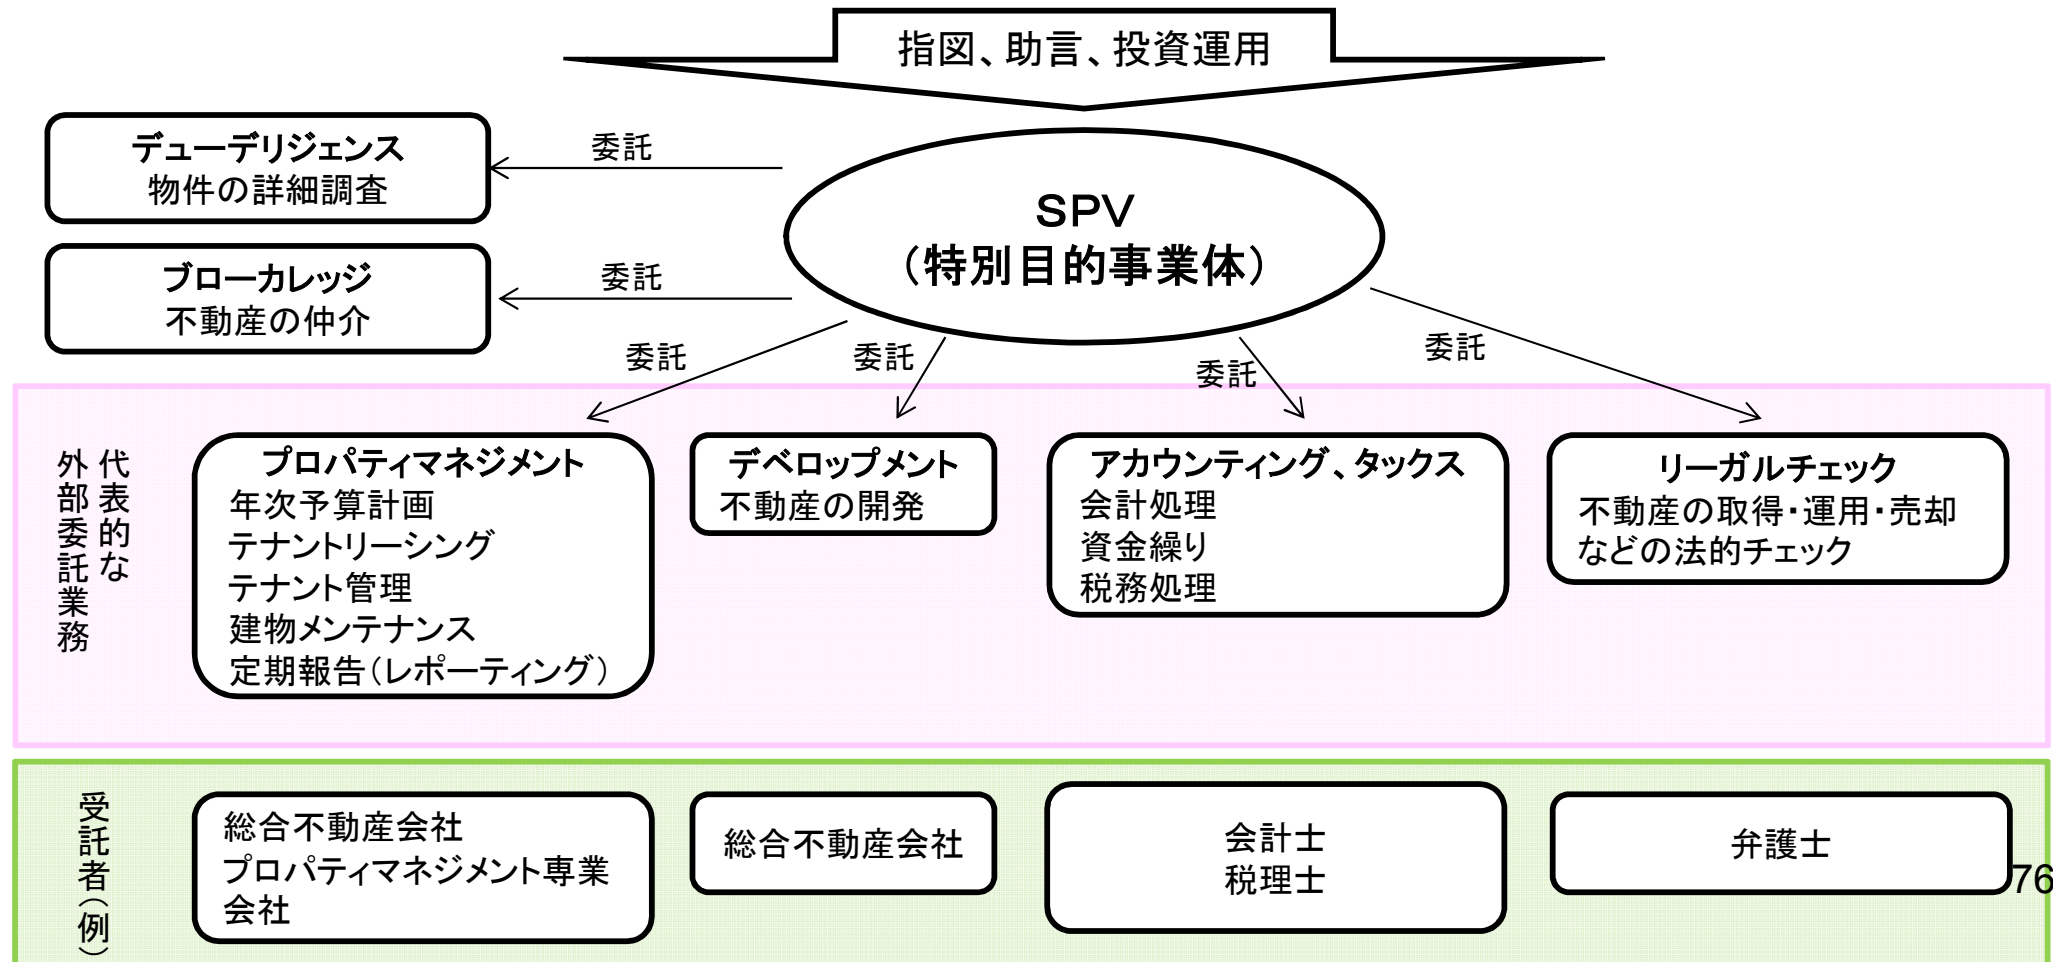 指図、助言、投資運用
デューデリジェンス
物件の詳細調査
委託
SPV
（特別目的事業体）
ブローカレッジ
不動産の仲介
委託
委託
委託
委託
委託
代表的な
外部委託業務
プロパティマネジメント
年次予算計画
テナントリーシング
テナント管理
建物メンテナンス
定期報告（レポーティング）
デベロップメント
不動産の開発
アカウンティング、タックス
会計処理
資金繰り
税務処理
リーガルチェック
不動産の取得・運用・売却
などの法的チェック
受託者（例）
総合不動産会社
プロパティマネジメント専業
会社
総合不動産会社
会計士
税理士
弁護士
76